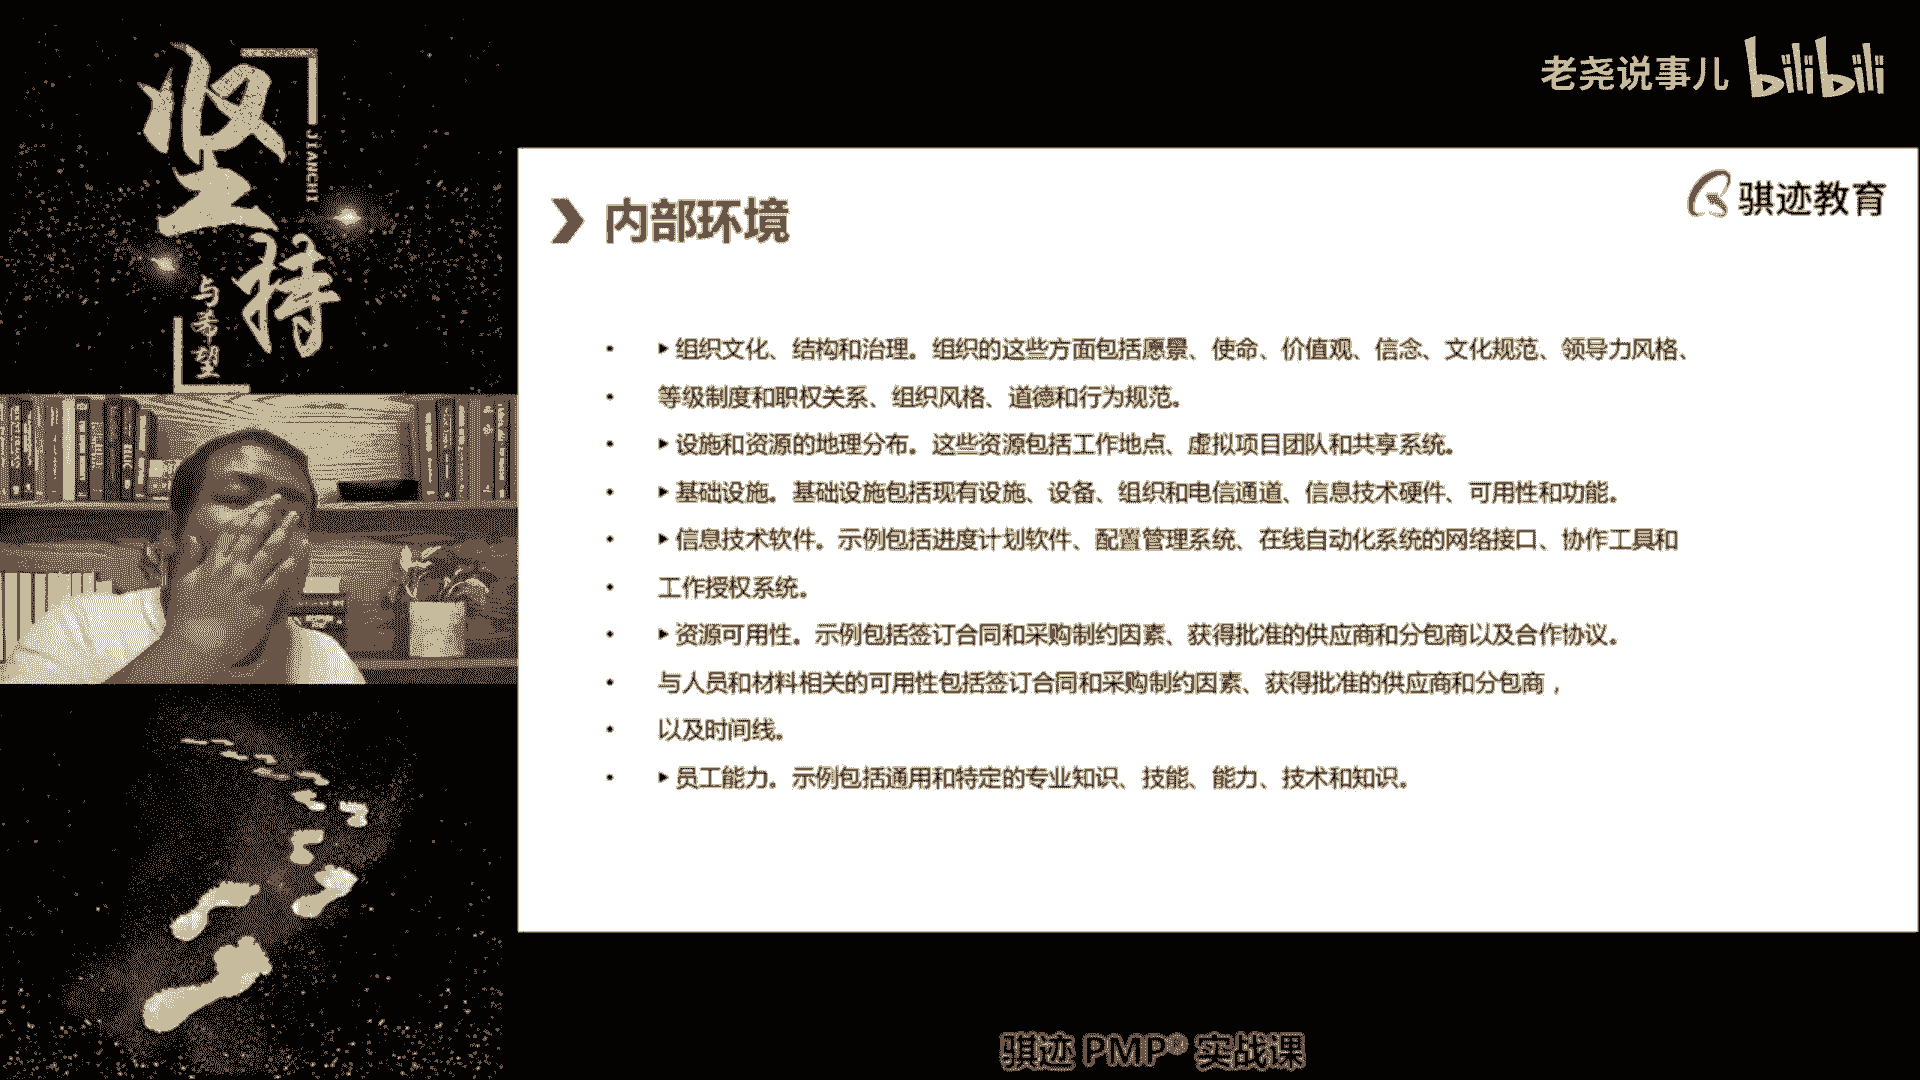 坚持
JIANCHI
与希望
老尧说事儿 bilibili
骐迹教育
内部环境
• ▶组织文化、结构和治理。组织的这些方面包括愿景、使命、价值观、信念、文化规范、领导力风格、
• 等级制度和职权关系、组织风格、道德和行为规范。
• ▶设施和资源的地理分布。这些资源包括工作地点、虚拟项目团队和共享系统。
• ▶基础设施。基础设施包括现有设施、设备、组织和电信通道、信息技术硬件、可用性和功能。
• ▶信息技术软件。示例包括进度计划软件、配置管理系统、在线自动化系统的网络接口、协作工具和
• 工作授权系统。
• ▶资源可用性。示例包括签订合同和采购制约因素、获得批准的供应商和分包商以及合作协议。
• 与人员和材料相关的可用性包括签订合同和采购制约因素、获得批准的供应商和分包商，
• 以及时间线。
• ▶员工能力。示例包括通用和特定的专业知识、技能、能力、技术和知识。
骐迹 PMP® 实战课